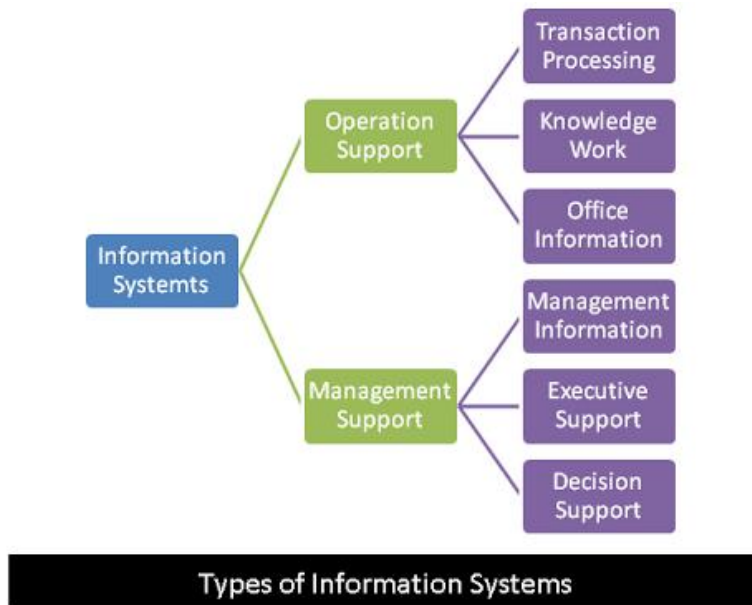 Transaction
Processing
Operation
Support
Knowledge
Work
Office
Information
Information
Systemts
Management
Information
Management
Support
Executive
Support
Decision
Support
Types of Information Systems